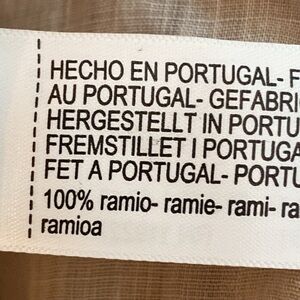 HECHO EN PORTUGAL- F
AU PORTUGAL- GEFABRI
HERGESTELLT IN PORTU
FREMSTILLET I PORTUGA
FET A PORTUGAL- PORTU
100% ramio- ramie- rami- ra
ramioa